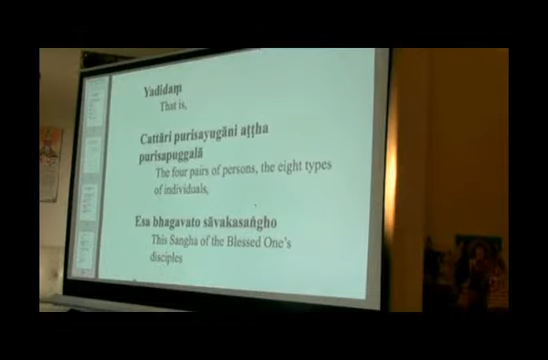 Yadidaṃ
That is,
Cattāri purisayugāni aṭṭha
purisapuggalā
The four pairs of persons, the eight types
of individuals,
Esa bhagavato sāvakasaṅgho
This Sangha of the Blessed One's
disciples